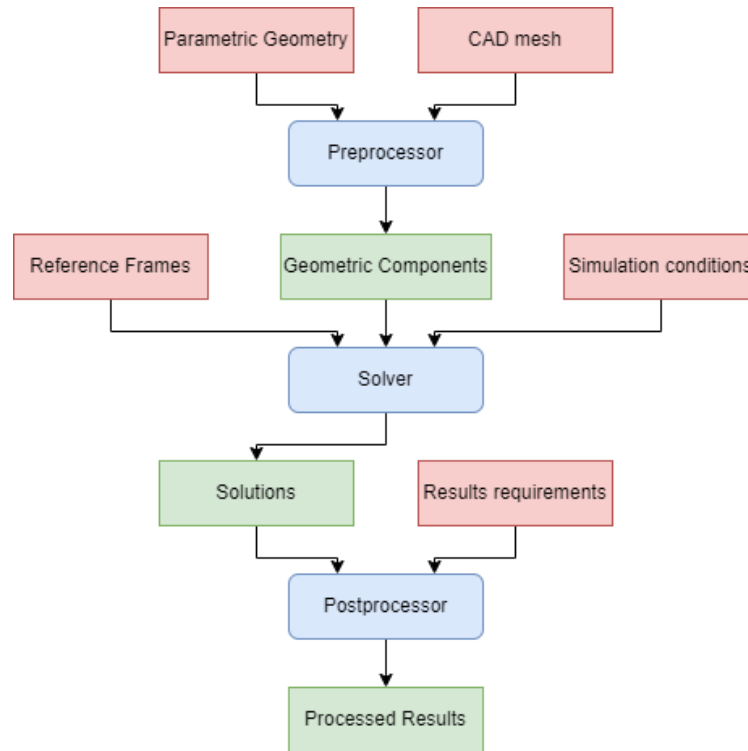 Parametric Geometry
CAD mesh
Preprocessor
Reference Frames
Geometric Components
Simulation conditions
Solver
Solutions
Results requirements
Postprocessor
Processed Results